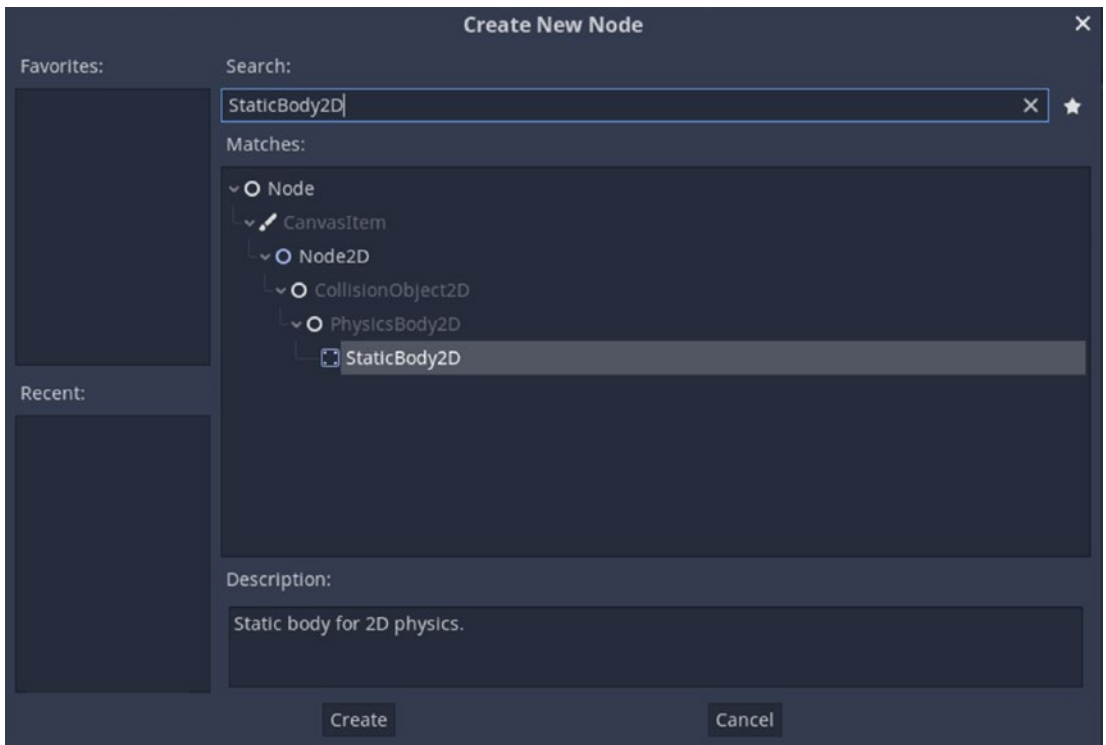 Create New Node
Favorites:
Search:
StaticBody2D
Matches:
Node
CanvasItem
Node2D
CollisionObject2D
PhysicsBody2D
StaticBody2D
Recent:
Description:
Static body for 2D physics.
Create
Cancel